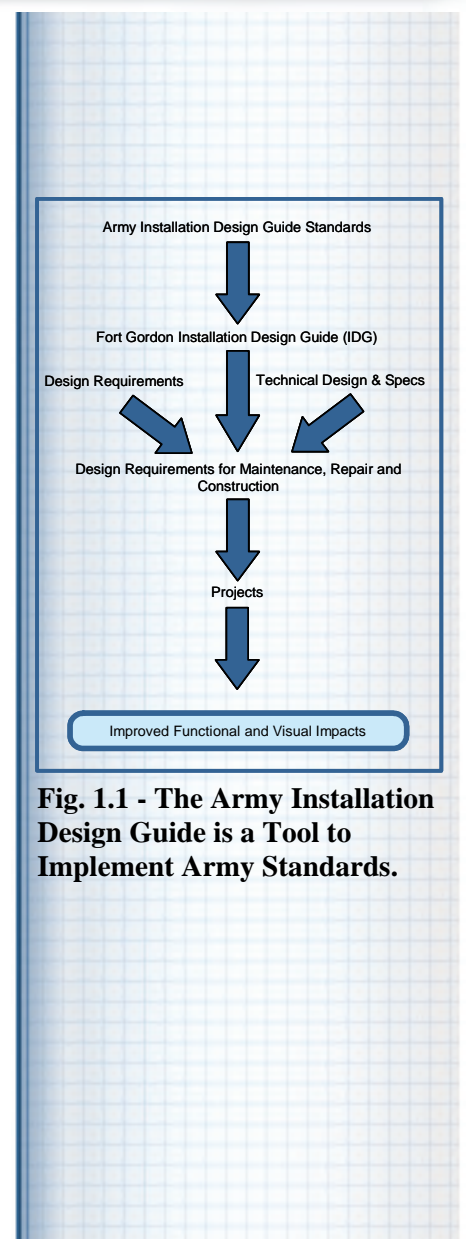 Army Installation Design Guide Standards
Fort Gordon Installation Design Guide (IDG)
Design Requirements
Technical Design & Specs
Design Requirements for Maintenance, Repair and
Construction
Projects
Improved Functional and Visual Impacts
Fig. 1.1 - The Army Installation
Design Guide is a Tool to
Implement Army Standards.